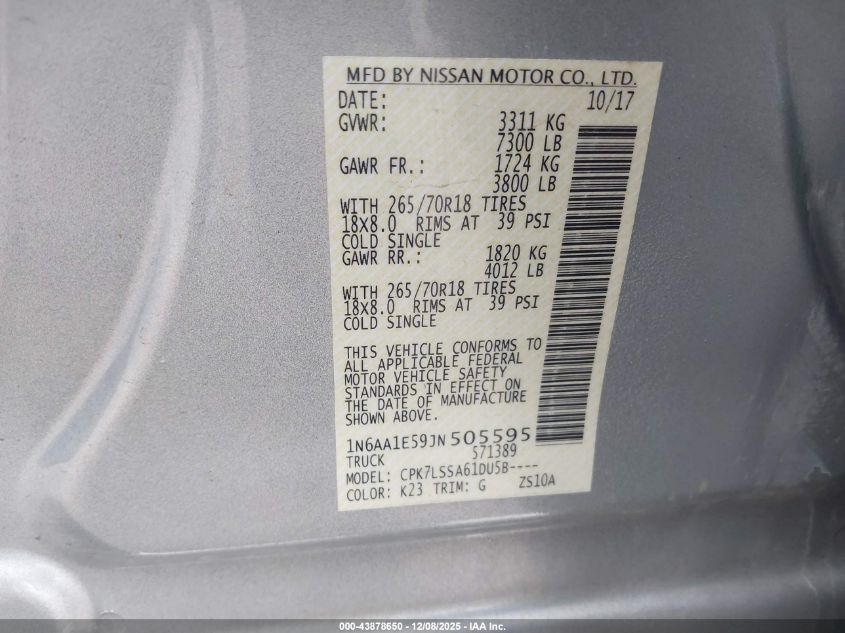 MFD BY NISSAN MOTOR CO., LTD.
DATE: 10/17
GVWR: 3311 KG
7300 LB
GAWR FR.: 1724 KG
3800 LB
WITH 265/70R18 TIRES
18X8.0 RIMS AT 39 PSI
COLD SINGLE
GAWR RR.: 1820 KG
4012 LB
WITH 265/70R18 TIRES
18X8.0 RIMS AT 39 PSI
COLD SINGLE
THIS VEHICLE CONFORMS TO
ALL APPLICABLE FEDERAL
MOTOR VEHICLE SAFETY
STANDARDS IN EFFECT ON
THE DATE OF MANUFACTURE
SHOWN ABOVE.
1N6AA1E59JN505595
TRUCK 571389
MODEL: CPK7LSSA61DU5B----
COLOR: K23 TRIM: G ZS10A
000-43878650 - 12/08/2025 - IAA Inc.